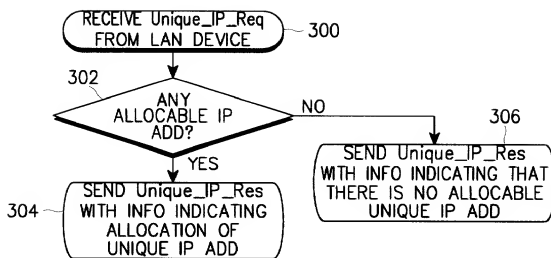 RECEIVE Unique_IP_Req
FROM LAN DEVICE
300
302
ANY
ALLOCABLE IP
ADD?
NO
YES
306
SEND Unique_IP_Res
WITH INFO INDICATING THAT
THERE IS NO ALLOCABLE
UNIQUE IP ADD
304
SEND Unique_IP_Res
WITH INFO INDICATING
ALLOCATION OF
UNIQUE IP ADD